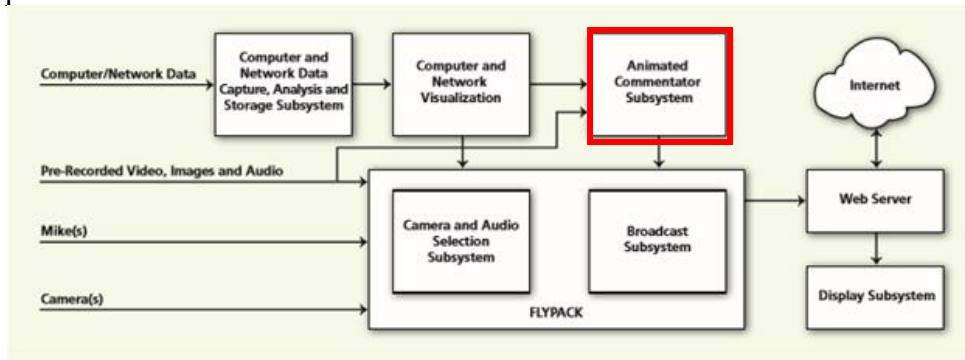 Computer/Network Data
Computer and
Network Data
Capture, Analysis and
Storage Subsystem
Computer and
Network
Visualization
Animated
Commentator
Subsystem
Internet
Pre-Recorded Video, Images and Audio
Mike(s)
Camera(s)
Camera and Audio
Selection
Subsystem
Broadcast
Subsystem
FLYPACK
Web Server
Display Subsystem